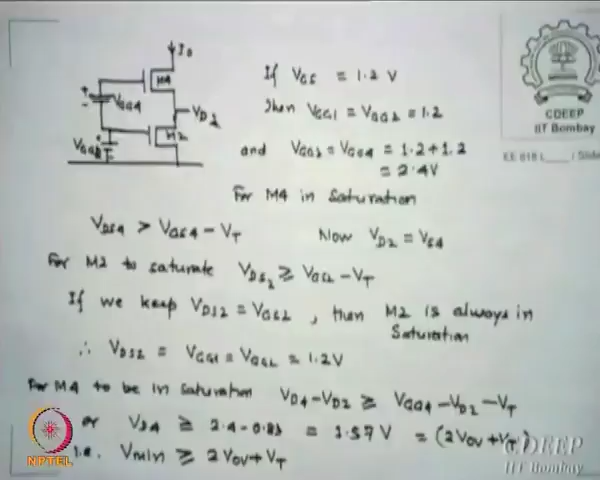 I0
M4
VGG4
VD2
M2
VGG2
If VGS = 1.2 V
then VGG1 = VGG2 = 1.2
and VGG3 = VGG4 = 1.2+1.2
= 2.4V
For M4 in saturation
VDS4 > VGS4 - VT Now VD2 = VS4
For M2 to saturate VDS2 ≥ VGS2 - VT
If we keep VDS2 = VGS2, then M2 is always in
Saturation
∴ VDS2 = VGG1 = VGG2 = 1.2V
For M4 to be in saturation VD4-VD2 ≥ VGG4-VD2-VT
or ≥ 2.4-0.83 = 1.57 V = (2VOV+VT)
i.e. Vmin ≥ 2VOV+VT
CDEEP
IIT Bombay
EE 618 L____ / Slide
NPTEL
CDEEP
IIT Bombay